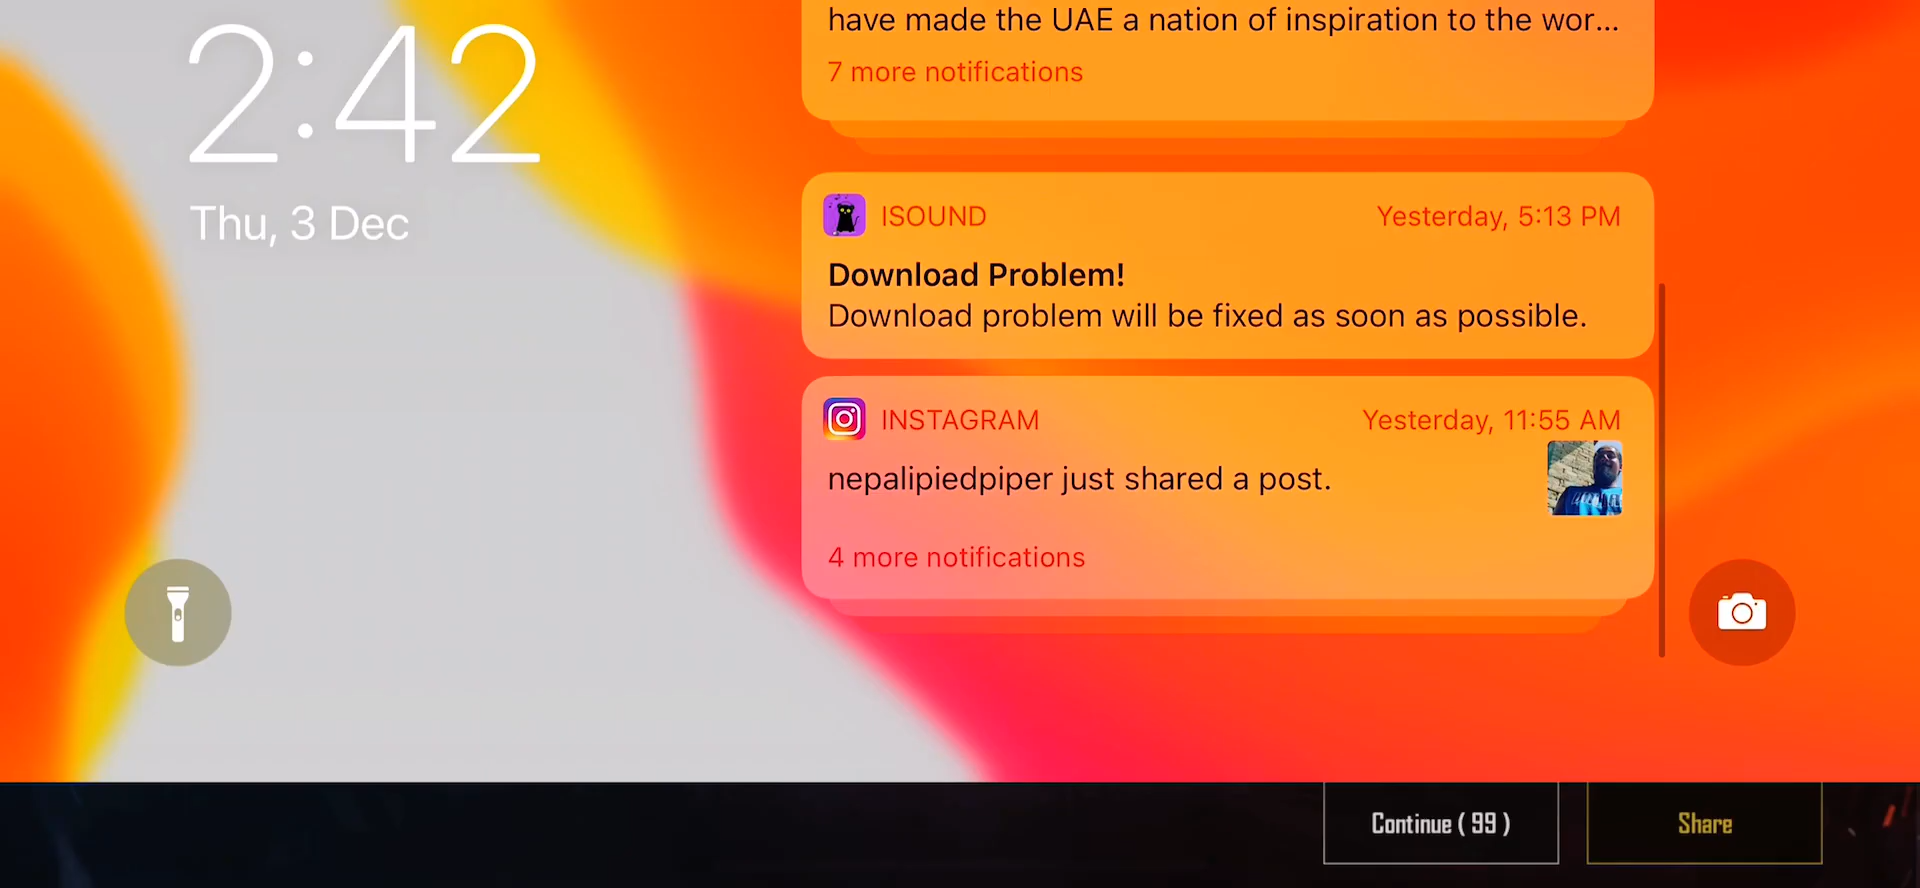 2:42
Thu, 3 Dec
have made the UAE a nation of inspiration to the wor...
7 more notifications
ISOUND
Yesterday, 5:13 PM
Download Problem!
Download problem will be fixed as soon as possible.
INSTAGRAM
Yesterday, 11:55 AM
nepalipiedpiper just shared a post.
4 more notifications
Continue ( 99 )
Share